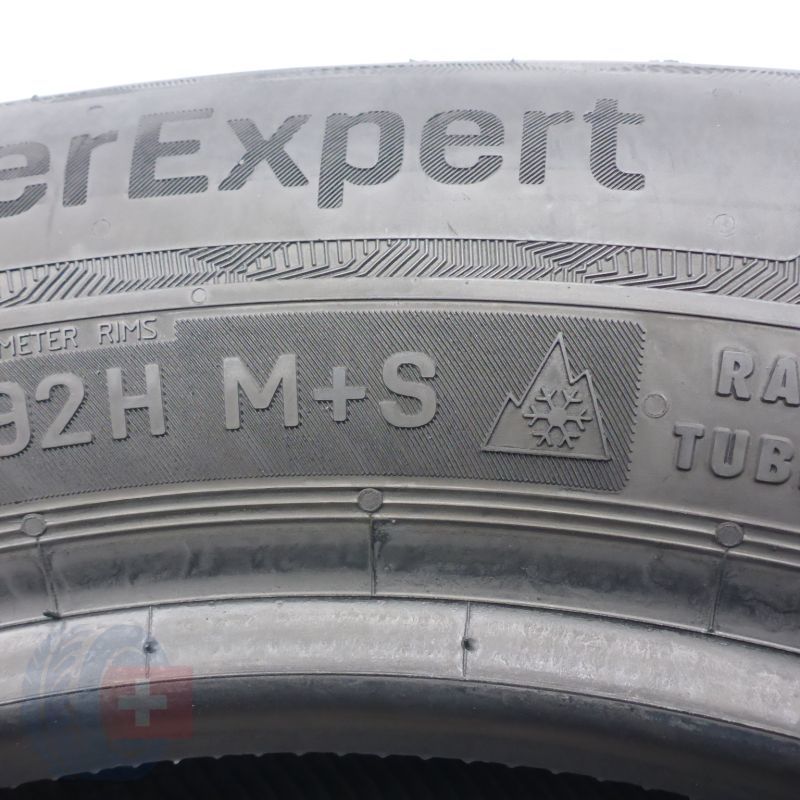 erExpert
METER RIMS
92H M+S
RA
TUB